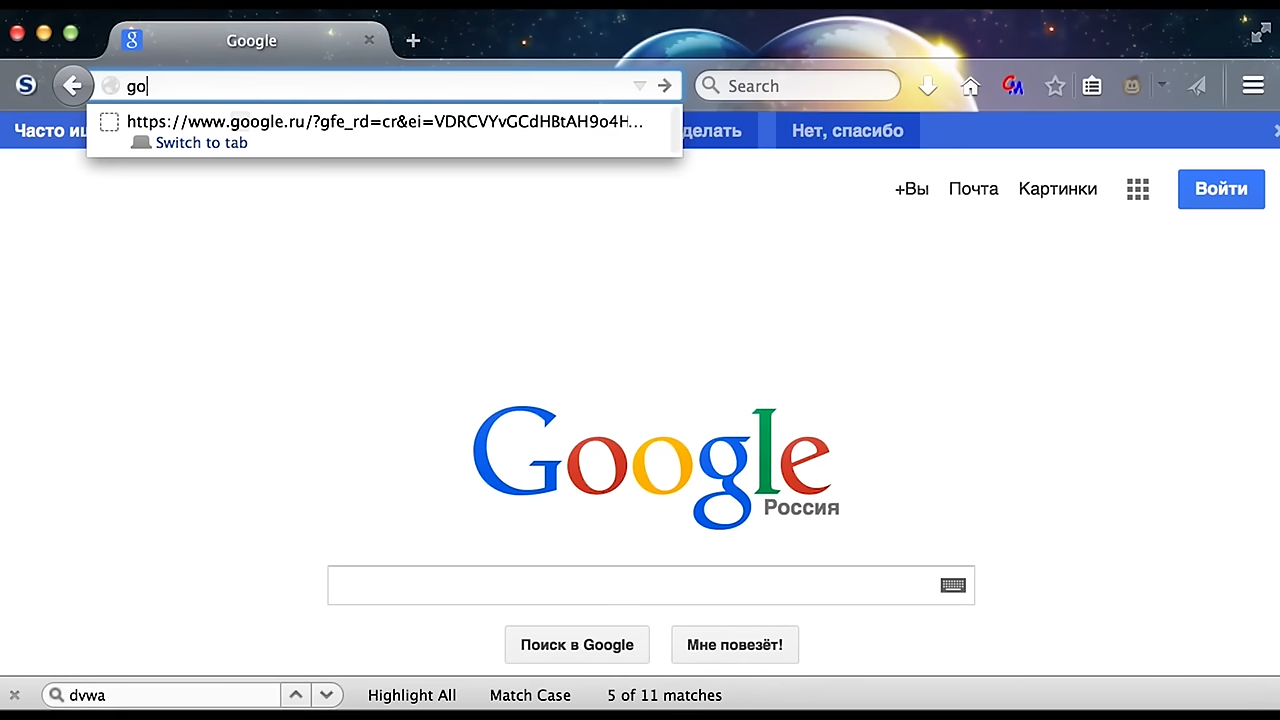 Google
go
Search
https://www.google.ru/?gfe_rd=cr&ei=VDRCVYvGCdHBtAH9o4H...
Switch to tab
Часто
Нет, спасибо
+Вы Почта Картинки Войти
Google
Россия
Поиск в Google Мне повезёт!
dvwa Highlight All Match Case 5 of 11 matches